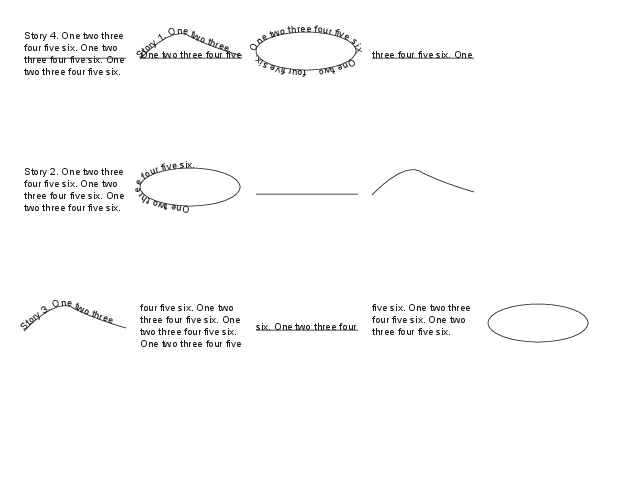 Story 4. One two three
four five six. One two
three four five six. One
two three four five six.
Story 1. One two three
One two three four five
One two three four five six
One two four five six
three four five six. One
Story 2. One two three
four five six. One two
three four five six. One
two three four five six.
One two three four five six.
Story 3. One two three
four five six. One two
three four five six. One
two three four five six.
One two three four five
six. One two three four
five six. One two three
four five six. One two
three four five six.